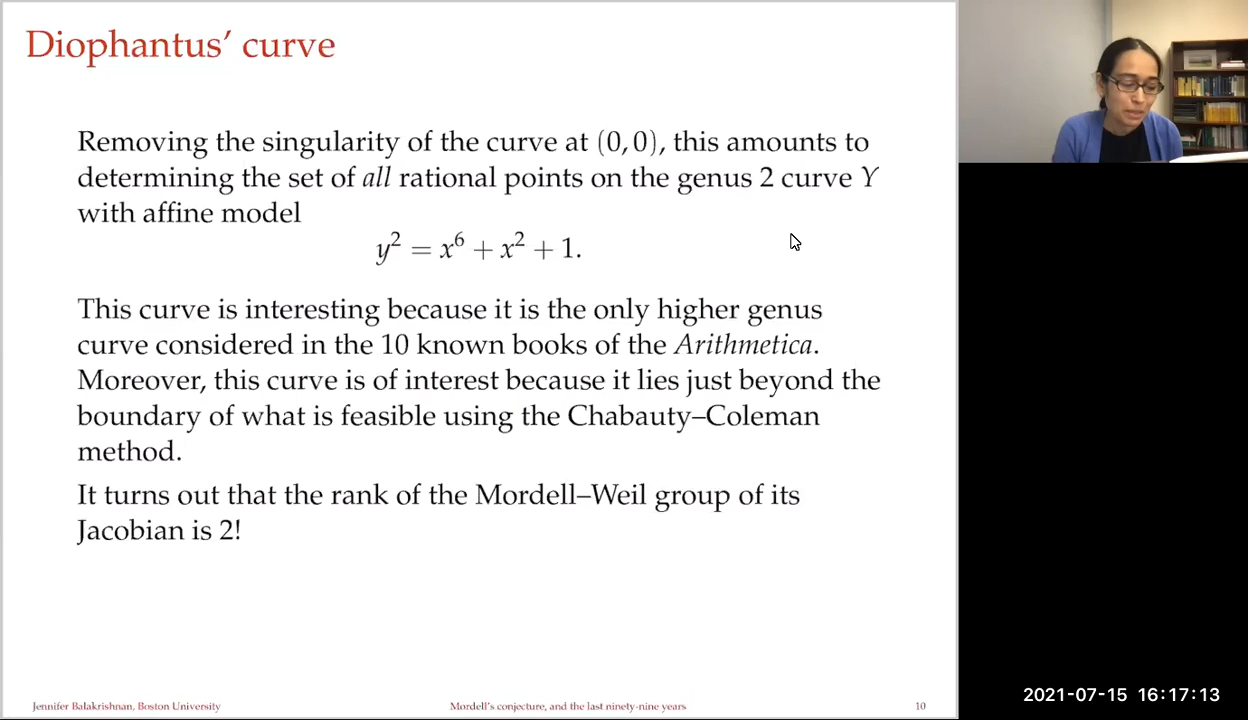 Diophantus' curve
Removing the singularity of the curve at (0, 0), this amounts to
determining the set of all rational points on the genus 2 curve Y
with affine model
y² = x⁶ + x² + 1.
This curve is interesting because it is the only higher genus
curve considered in the 10 known books of the Arithmetica.
Moreover, this curve is of interest because it lies just beyond the
boundary of what is feasible using the Chabauty–Coleman
method.
It turns out that the rank of the Mordell–Weil group of its
Jacobian is 2!
Jennifer Balakrishnan, Boston University
Mordell's conjecture, and the last ninety-nine years
10
2021-07-15 16:17:13